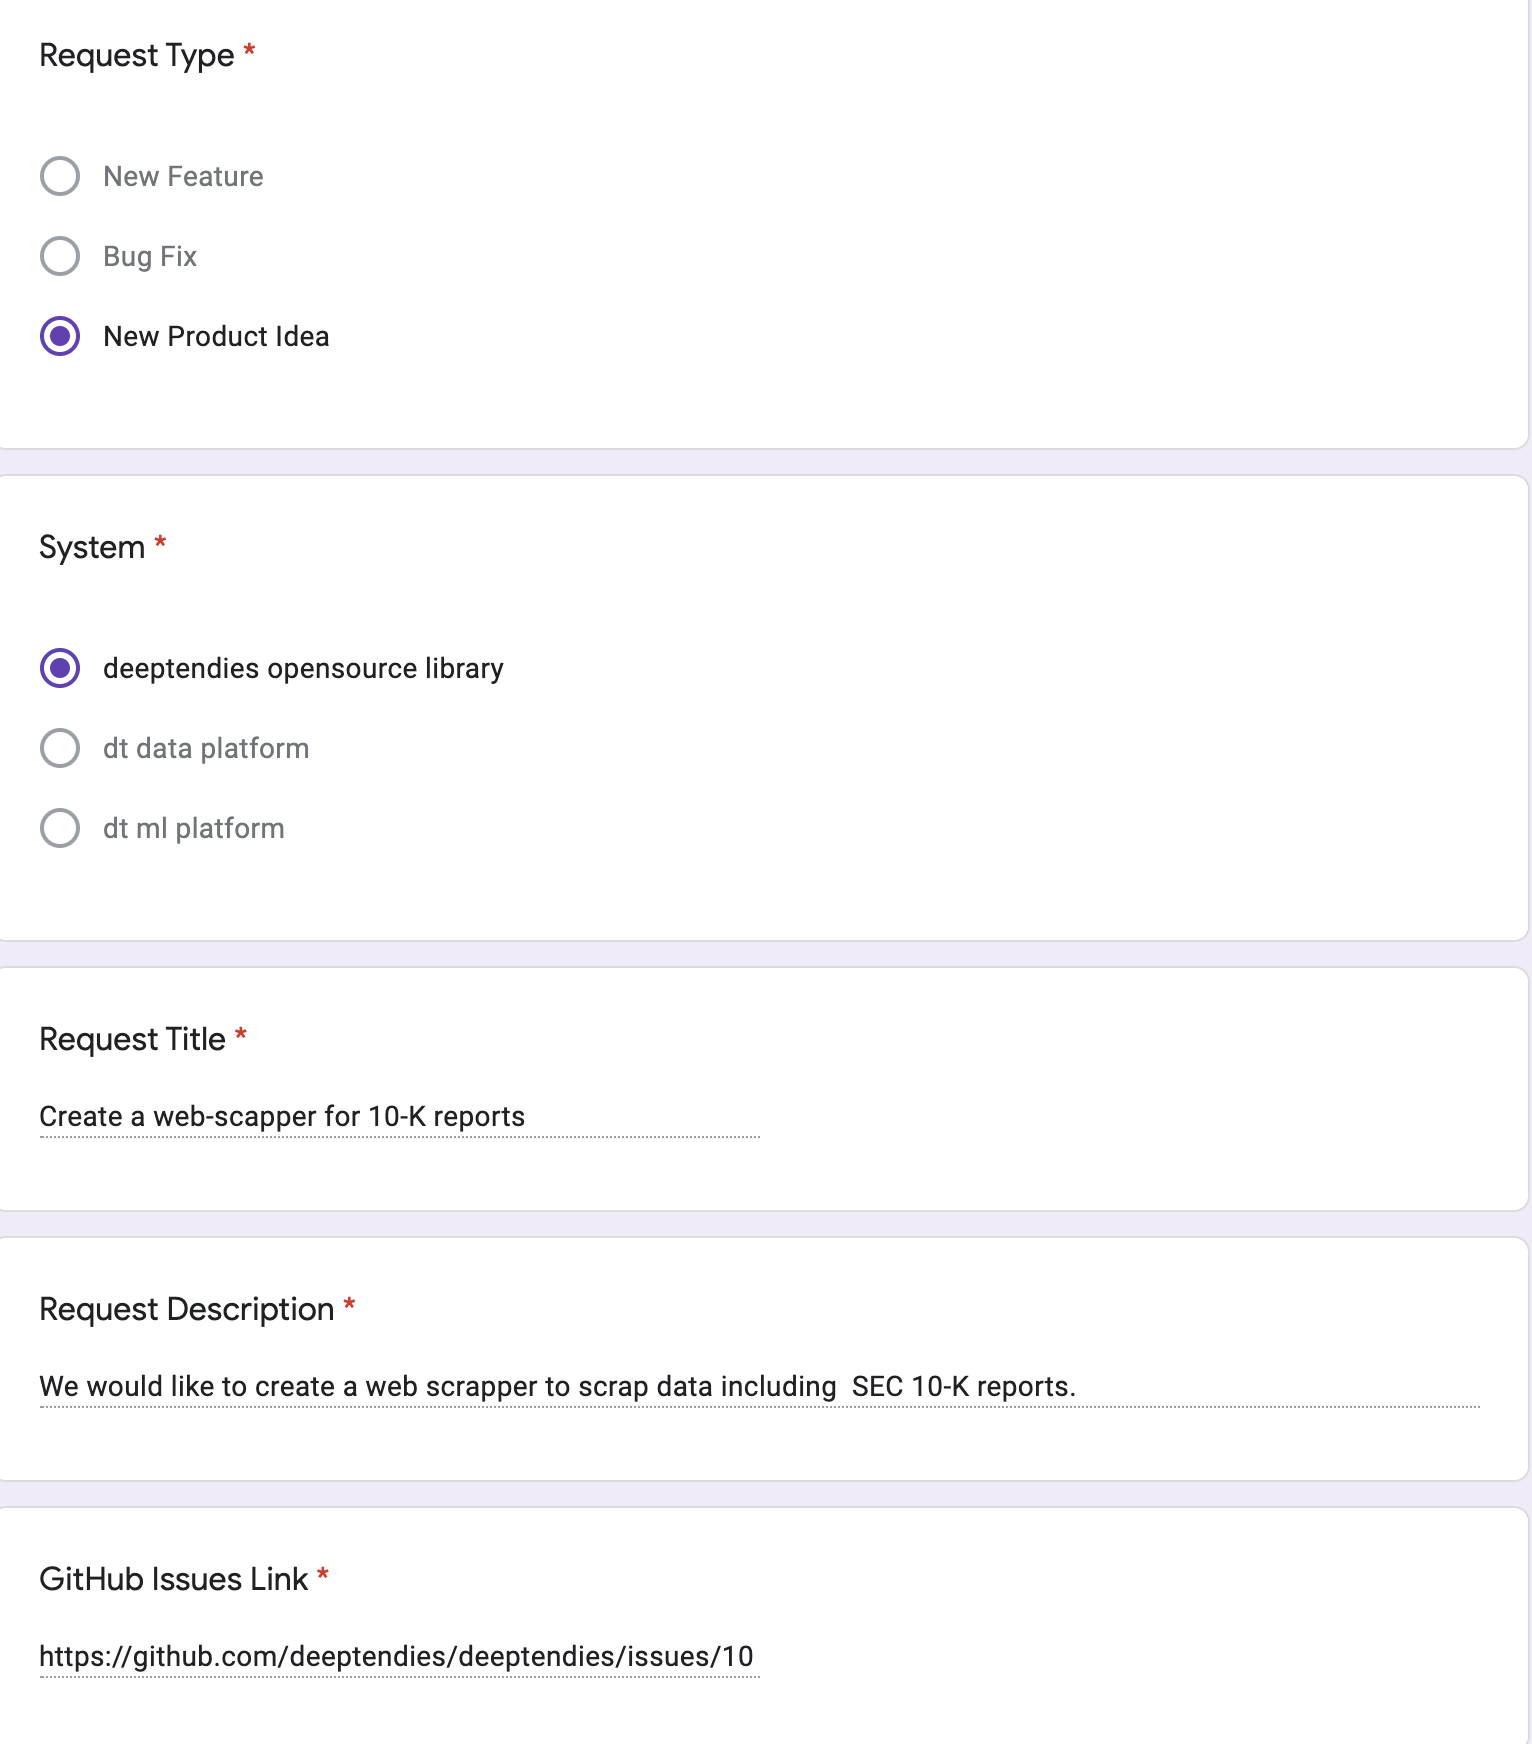 Request Type *
New Feature
Bug Fix
New Product Idea
System *
deeptendies opensource library
dt data platform
dt ml platform
Request Title *
Create a web-scapper for 10-K reports
Request Description *
We would like to create a web scrapper to scrap data including  SEC 10-K reports.
GitHub Issues Link *
https://github.com/deeptendies/deeptendies/issues/10